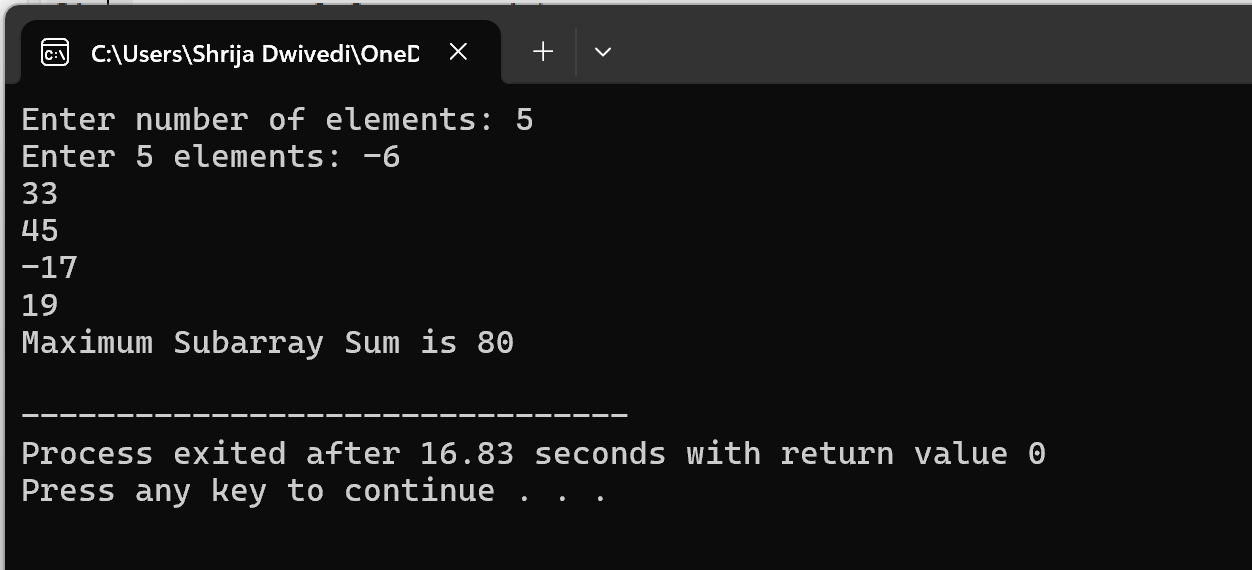 C:\Users\Shrija Dwivedi\OneD
Enter number of elements: 5
Enter 5 elements: -6
33
45
-17
19
Maximum Subarray Sum is 80
--------------------------------
Process exited after 16.83 seconds with return value 0
Press any key to continue . . .